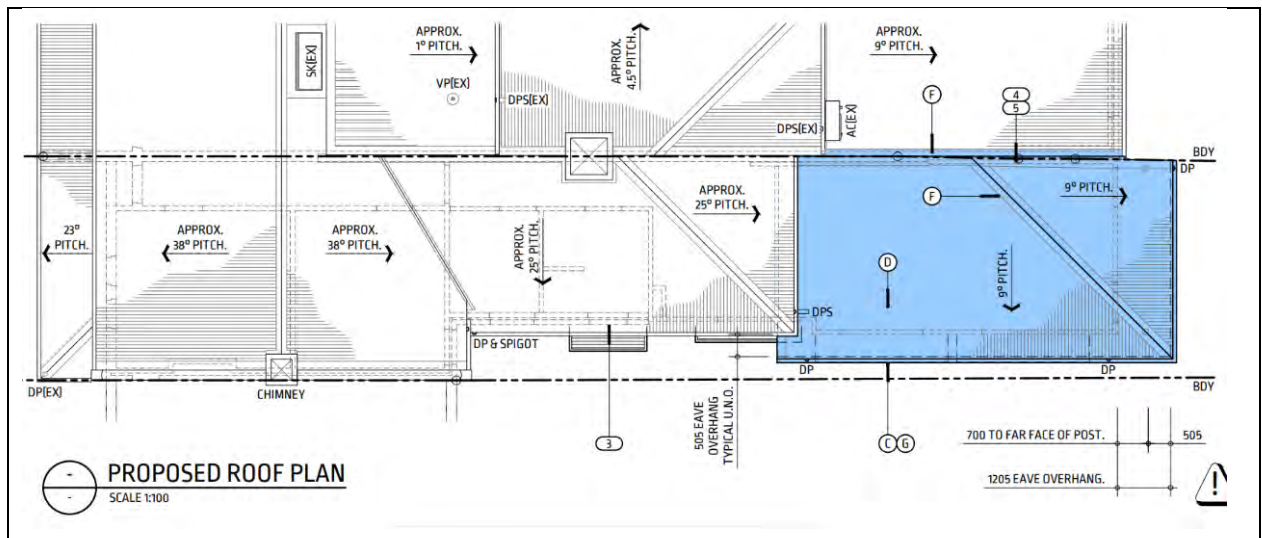 APPROX.
1° PITCH.
APPROX.
4.5° PITCH.
APPROX.
9° PITCH.
SK[EX]
VP[EX]
DPS[EX]
DPS[EX]
AC[EX]
F
4
5
BDY
DP
23°
PITCH.
APPROX.
38° PITCH.
APPROX.
38° PITCH.
APPROX.
25° PITCH.
APPROX.
25° PITCH.
F
9° PITCH.
D
9° PITCH.
DPS
DP & SPIGOT
DP
DP
DP[EX]
CHIMNEY
BDY
3
505 EAVE
OVERHANG
TYPICAL U.N.O.
C G
700 TO FAR FACE OF POST.
505
1205 EAVE OVERHANG.
-
-
PROPOSED ROOF PLAN
SCALE 1:100
!